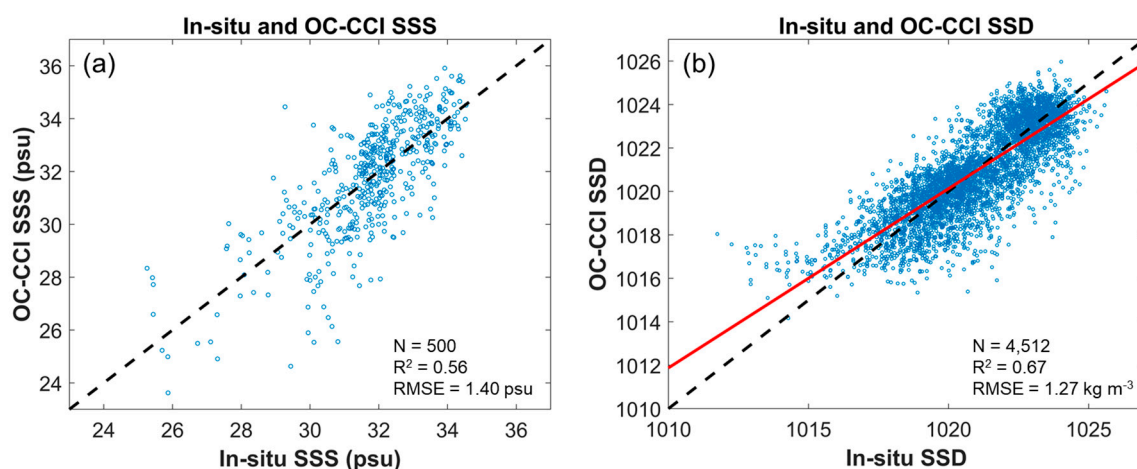 In-situ and OC-CCI SSS
(a)
OC-CCI SSS (psu)
36
34
32
30
28
26
24
24 26 28 30 32 34 36
In-situ SSS (psu)
N = 500
R² = 0.56
RMSE = 1.40 psu
In-situ and OC-CCI SSD
(b)
OC-CCI SSD
1026
1024
1022
1020
1018
1016
1014
1012
1010
1010 1015 1020 1025
In-situ SSD
N = 4,512
R² = 0.67
RMSE = 1.27 kg m⁻³